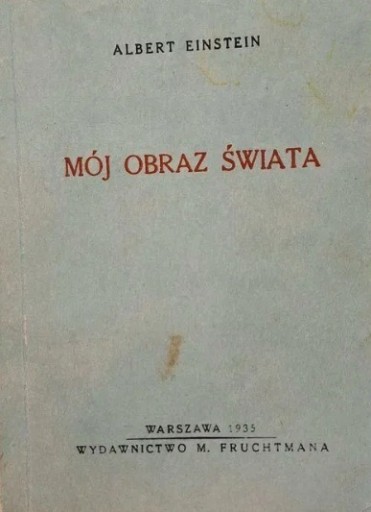 ALBERT EINSTEIN
MÓJ OBRAZ ŚWIATA
WARSZAWA 1935
WYDAWNICTWO M. FRUCHTMANA